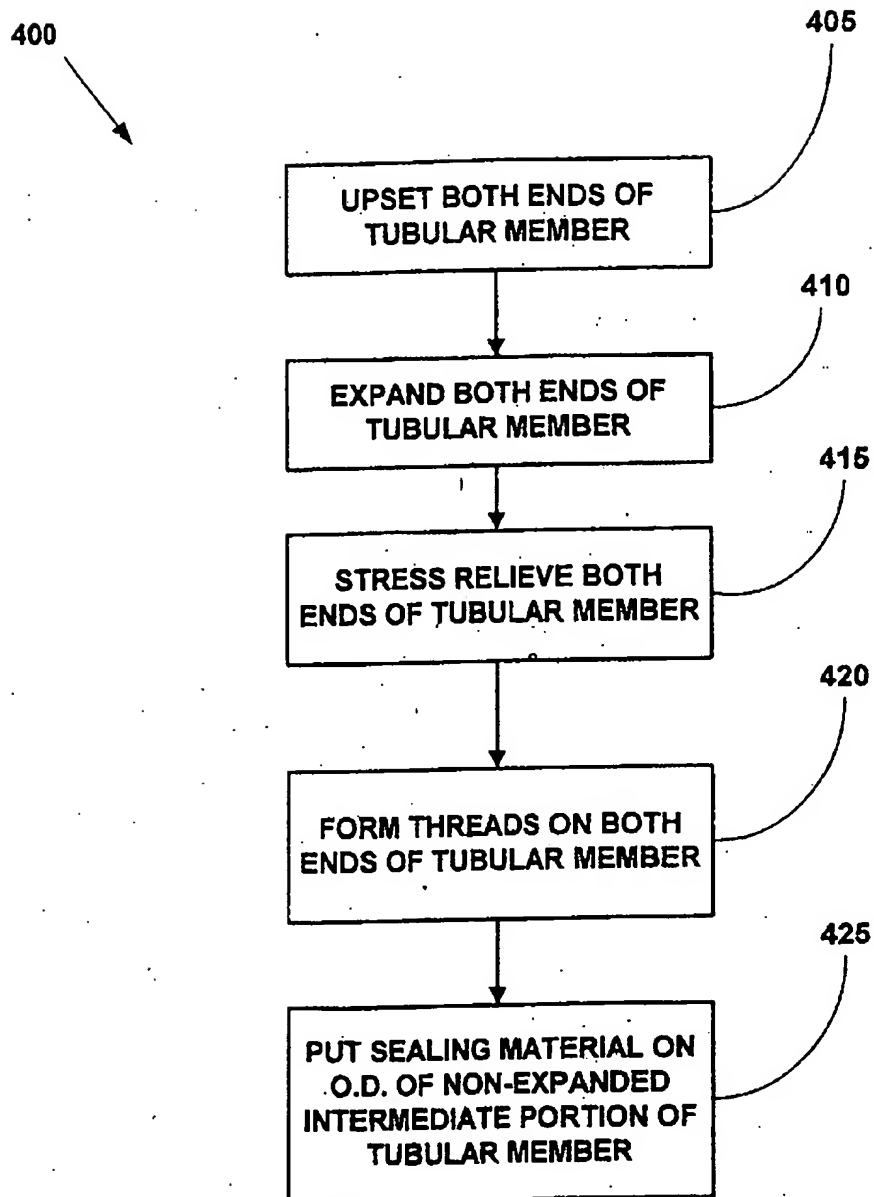 400
405
UPSET BOTH ENDS OF
TUBULAR MEMBER
410
EXPAND BOTH ENDS OF
TUBULAR MEMBER
415
STRESS RELIEVE BOTH
ENDS OF TUBULAR MEMBER
420
FORM THREADS ON BOTH
ENDS OF TUBULAR MEMBER
425
PUT SEALING MATERIAL ON
O.D. OF NON-EXPANDED
INTERMEDIATE PORTION OF
TUBULAR MEMBER